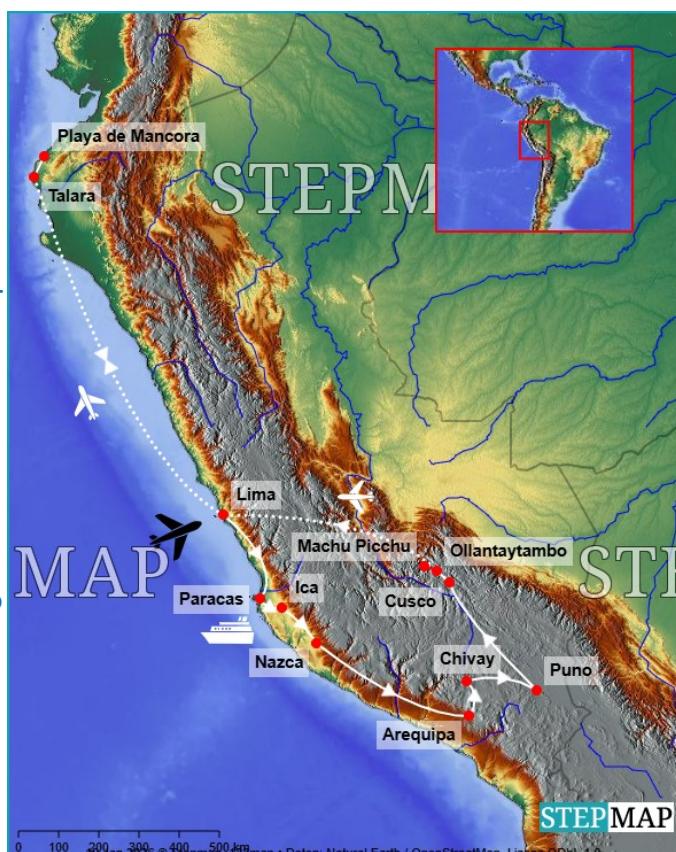 Playa de Mancora
Talara
STEPM
Lima
Machu Picchu
Ollantaytambo
MAP
STE
Paracas
Ica
Cusco
Nazca
Chivay
Puno
Arequipa
STEPMAP
0 100 200 300 400 500 km